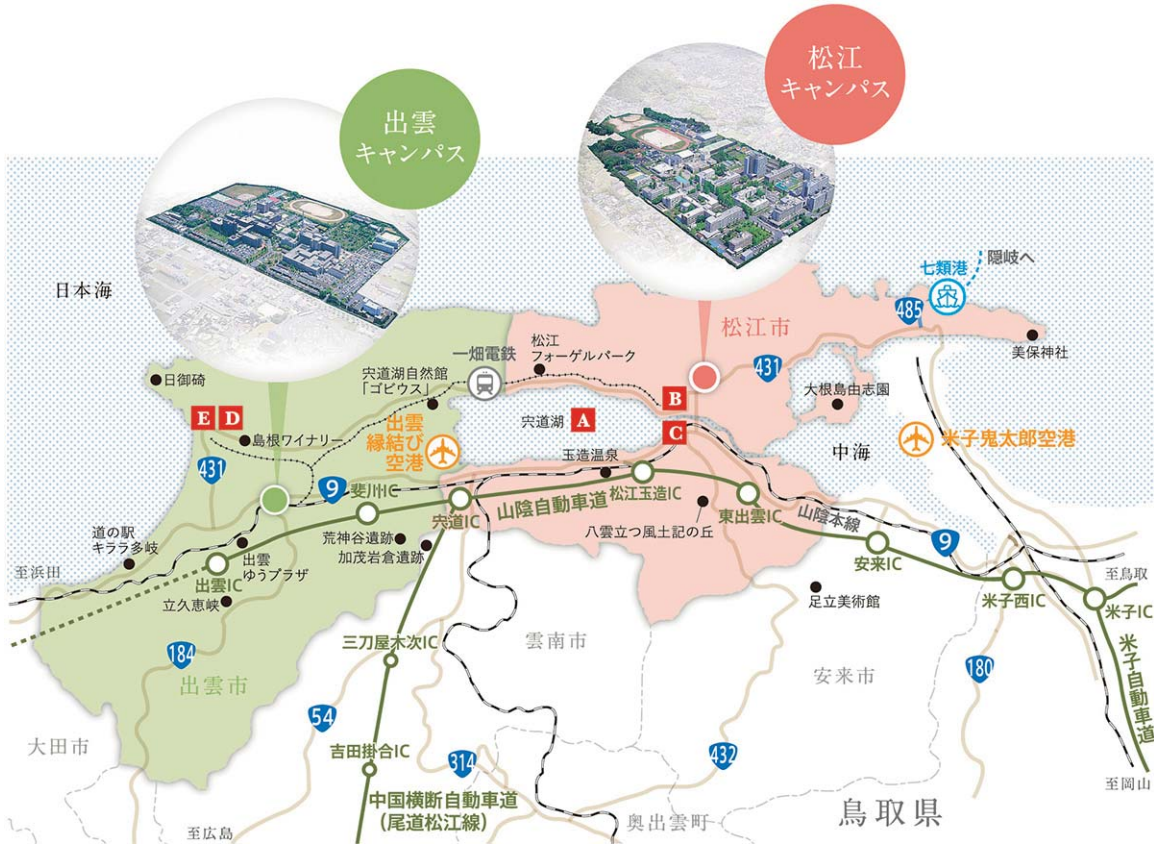 松江
キャンパス
出雲
キャンパス
日本海
隠岐へ
七類港
485
松江市
美保神社
松江
フォーゲルパーク
一畑電鉄
宍道湖自然館
「ゴビウス」
431
日御碕
大根島由志園
E D
B
宍道湖
A
C
島根ワイナリー
出雲
縁結び
空港
中海
米子鬼太郎空港
431
玉造温泉
9
斐川IC
宍道IC
山陰自動車道
松江玉造IC
東出雲IC
山陰本線
道の駅
キララ多岐
荒神谷遺跡
加茂岩倉遺跡
八雲立つ風土記の丘
9
安来IC
至浜田
出雲
ゆうプラザ
出雲IC
立久恵峡
足立美術館
米子西IC
至鳥取
米子IC
三刀屋木次IC
雲南市
184
出雲市
安来市
180
米子自動車道
54
大田市
吉田掛合IC
314
432
至岡山
中国横断自動車道
（尾道松江線）
鳥取県
至広島
奥出雲町